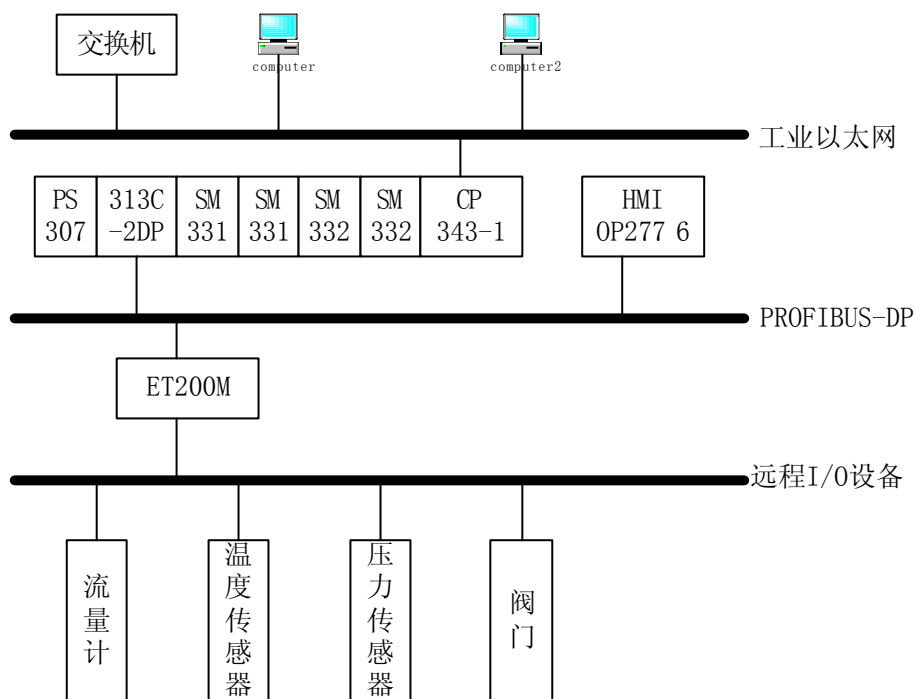 交换机
computer
computer2
工业以太网
PS
307
313C
-2DP
SM
331
SM
331
SM
332
SM
332
CP
343-1
HMI
OP277 6
PROFIBUS-DP
ET200M
远程I/O设备
流量计
温度传感器
压力传感器
阀门